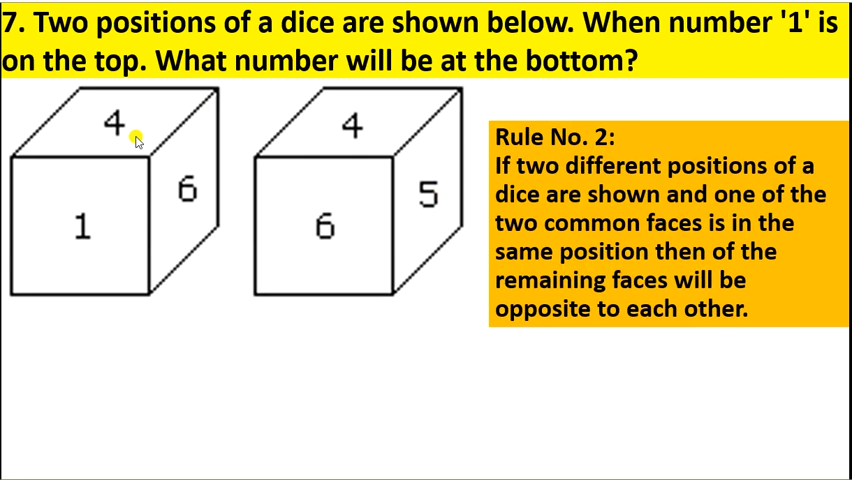 7. Two positions of a dice are shown below. When number '1' is
on the top. What number will be at the bottom?
4
6
1
4
5
6
Rule No. 2:
If two different positions of a
dice are shown and one of the
two common faces is in the
same position then of the
remaining faces will be
opposite to each other.